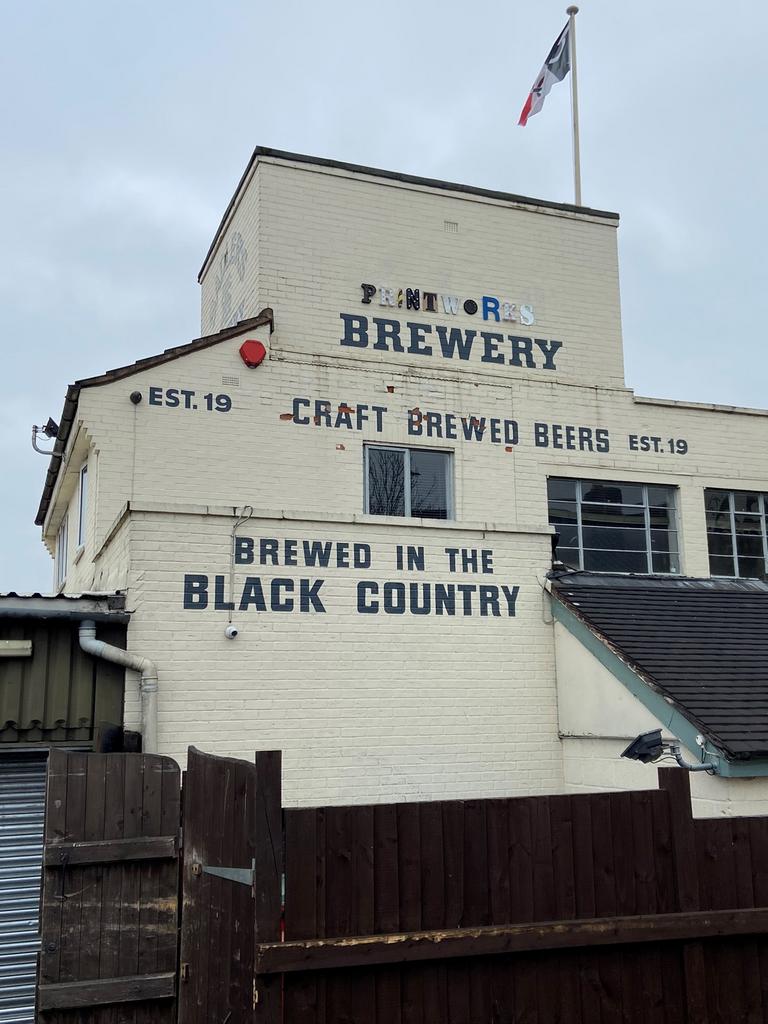 PRINTWORKS
BREWERY
EST. 19 CRAFT BREWED BEERS EST. 19
BREWED IN THE
BLACK COUNTRY